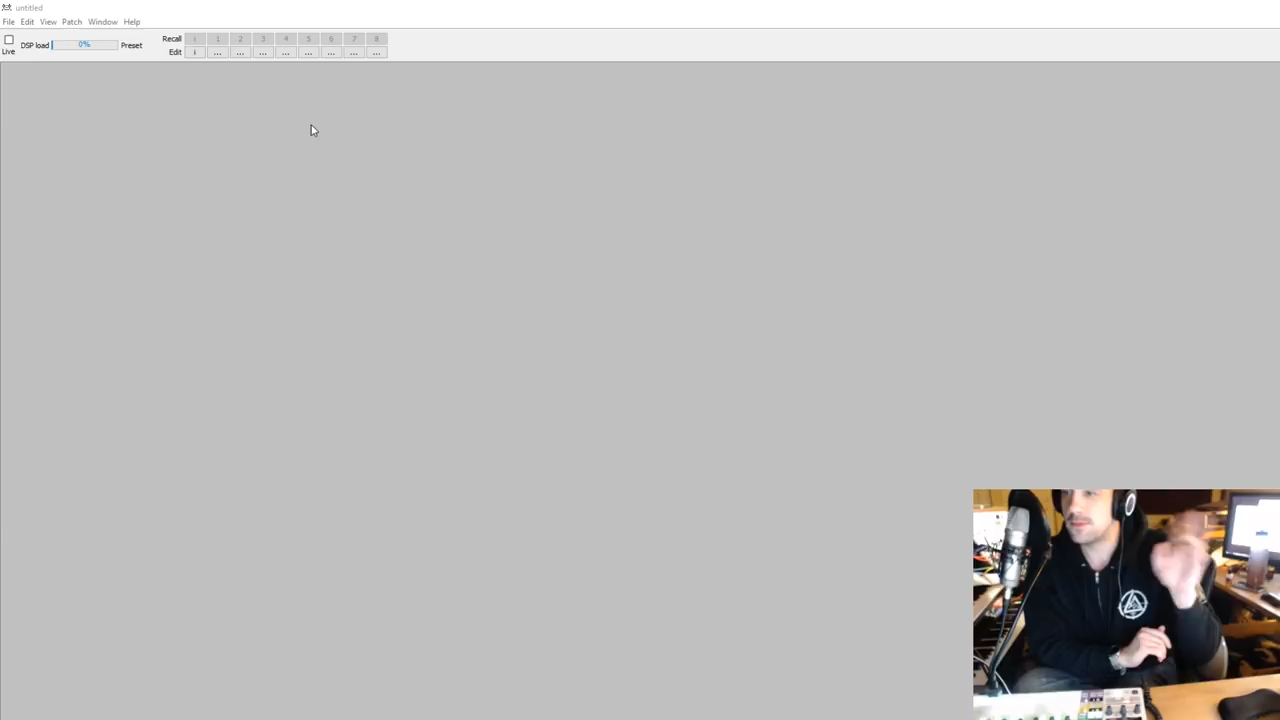 untitled
File Edit View Patch Window Help
Live
DSP load 0% Preset
Recall i 1 2 3 4 5 6 7 8
Edit i ... ... ... ... ... ... ... ...